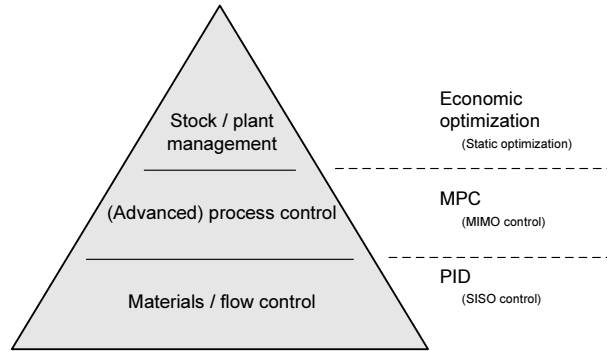 Stock / plant
management
Economic
optimization
(Static optimization)
(Advanced) process control
MPC
(MIMO control)
Materials / flow control
PID
(SISO control)